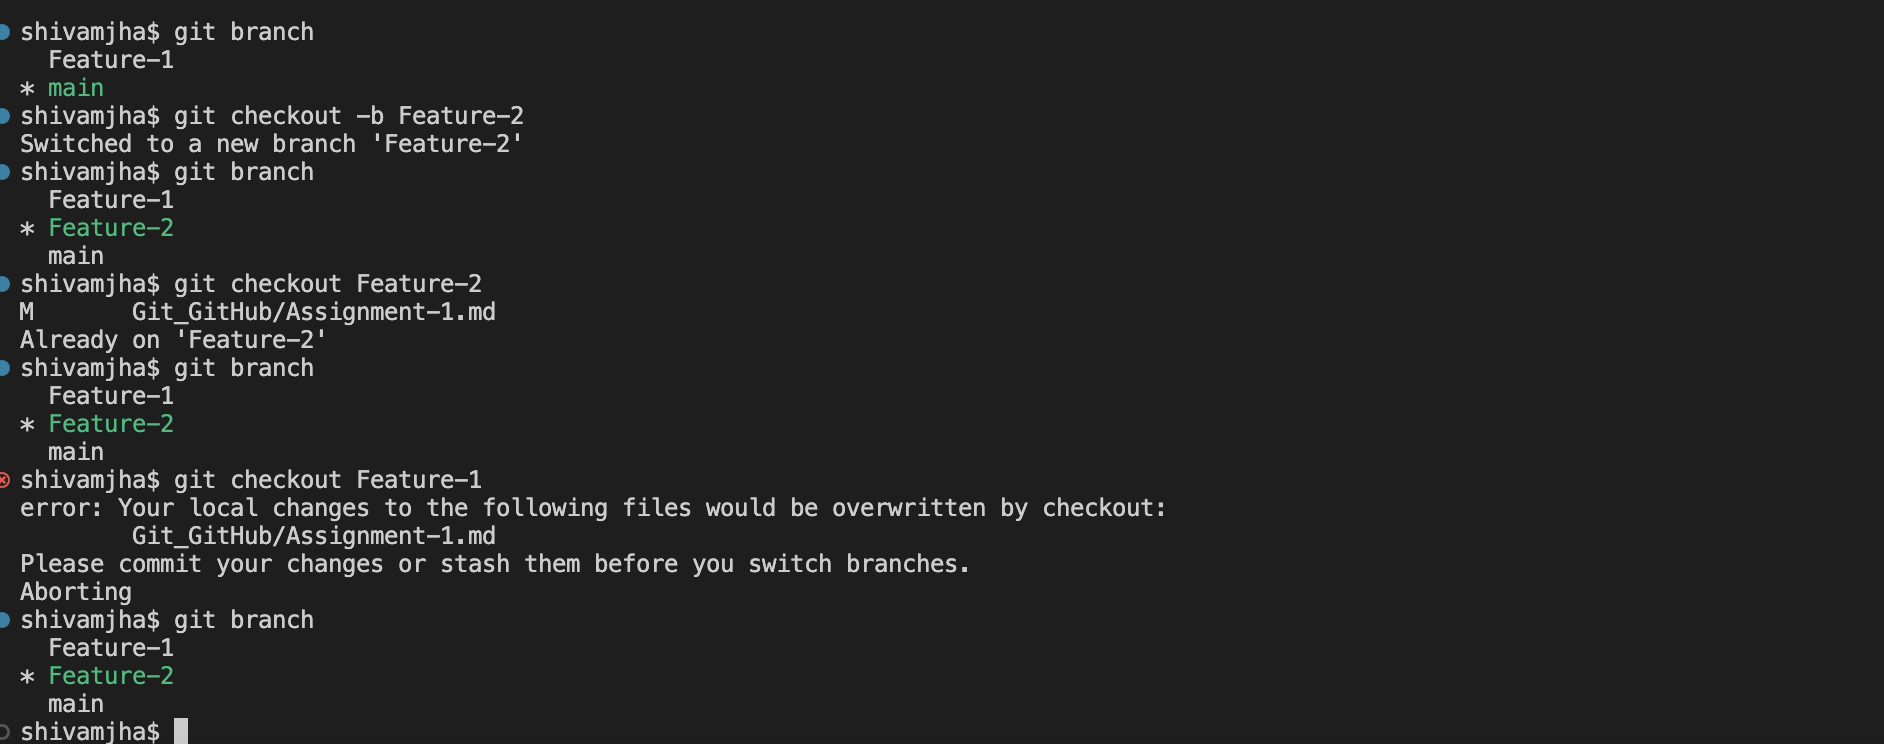 shivamjha$ git branch
  Feature-1
* main
shivamjha$ git checkout -b Feature-2
Switched to a new branch 'Feature-2'
shivamjha$ git branch
  Feature-1
* Feature-2
  main
shivamjha$ git checkout Feature-2
M       Git_GitHub/Assignment-1.md
Already on 'Feature-2'
shivamjha$ git branch
  Feature-1
* Feature-2
  main
shivamjha$ git checkout Feature-1
error: Your local changes to the following files would be overwritten by checkout:
        Git_GitHub/Assignment-1.md
Please commit your changes or stash them before you switch branches.
Aborting
shivamjha$ git branch
  Feature-1
* Feature-2
  main
shivamjha$